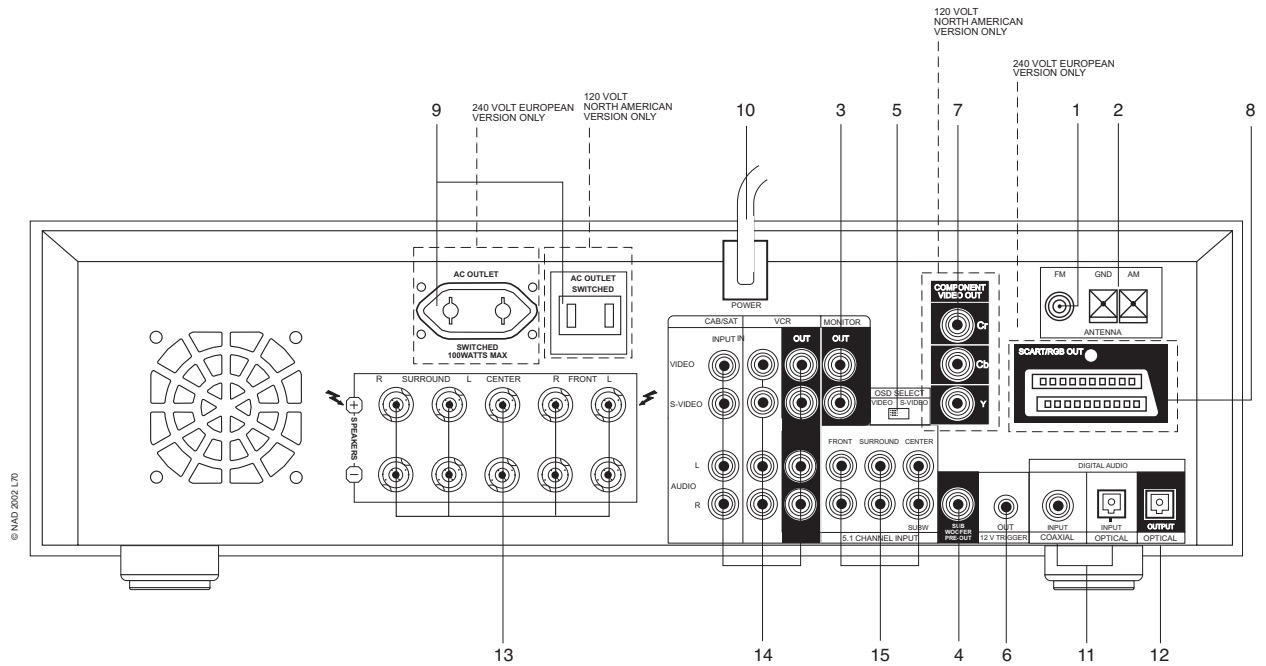 120 VOLT
NORTH AMERICAN
VERSION ONLY
240 VOLT EUROPEAN
VERSION ONLY
120 VOLT
NORTH AMERICAN
VERSION ONLY
240 VOLT EUROPEAN
VERSION ONLY
9 10 3 5 7 1 2 8
AC OUTLET
SWITCHED
100WATTS MAX
AC OUTLET
SWITCHED
POWER
COMPONENT
VIDEO OUT
Cr
Cb
Y
FM GND AM
ANTENNA
SCART/RGB OUT
CAB/SAT VCR MONITOR
INPUT IN OUT OUT
VIDEO
S-VIDEO
OSD SELECT
VIDEO S-VIDEO
R SURROUND L CENTER R FRONT L
+ SPEAKERS −
FRONT SURROUND CENTER
L
AUDIO
R
SUBW
5.1 CHANNEL INPUT
SUB
WOOFER
PRE-OUT
OUT
12 V TRIGGER
DIGITAL AUDIO
INPUT
COAXIAL
INPUT
OPTICAL
OUTPUT
OPTICAL
© NAD 2002 L70
13 14 15 4 6 11 12